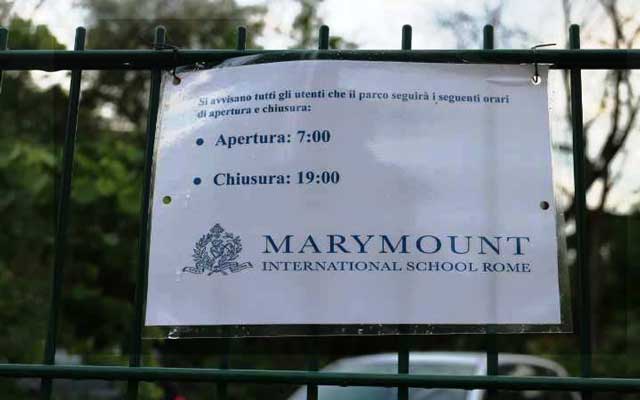 Si avvisano tutti gli utenti che il parco seguirà i seguenti orari
di apertura e chiusura:
• Apertura: 7:00
• Chiusura: 19:00
MARYMOUNT
INTERNATIONAL SCHOOL ROME